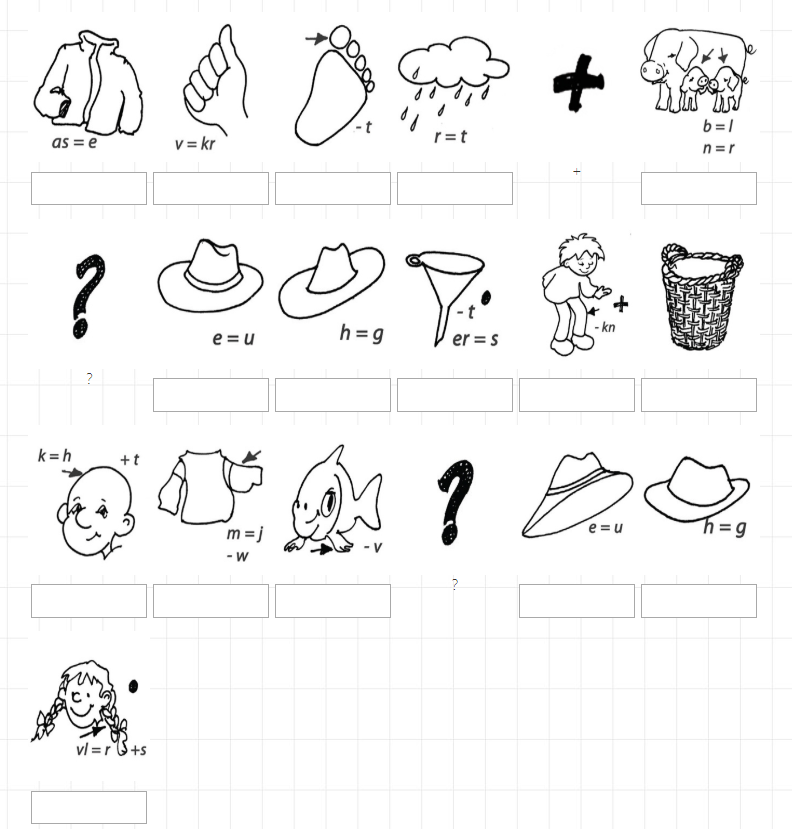 as = e
v = kr
- t
r = t
+
b = l
n = r
+
?
e = u
h = g
- t
er = s
+
- kn
?
k = h
+ t
m = j
- w
- v
?
e = u
h = g
?
vl = r
+s